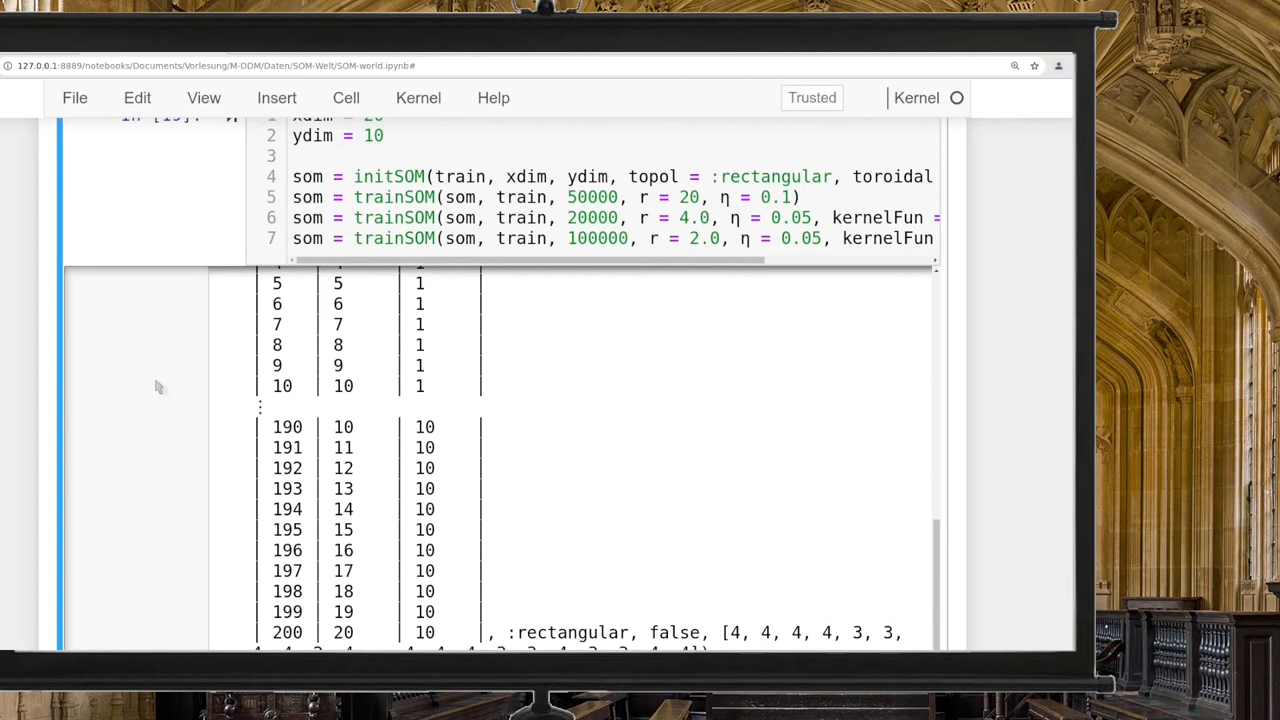 127.0.0.1:8889/notebooks/Documents/Vorlesung/M-DDM/Daten/SOM-Welt/SOM-world.ipynb#
File Edit View Insert Cell Kernel Help Trusted | Kernel
1 xdim = 20
2 ydim = 10
3
4 som = initSOM(train, xdim, ydim, topol = :rectangular, toroidal
5 som = trainSOM(som, train, 50000, r = 20, η = 0.1)
6 som = trainSOM(som, train, 20000, r = 4.0, η = 0.05, kernelFun =
7 som = trainSOM(som, train, 100000, r = 2.0, η = 0.05, kernelFun
| 5 | 5 | 1 |
| 6 | 6 | 1 |
| 7 | 7 | 1 |
| 8 | 8 | 1 |
| 9 | 9 | 1 |
| 10 | 10 | 1 |
⋮
| 190 | 10 | 10 |
| 191 | 11 | 10 |
| 192 | 12 | 10 |
| 193 | 13 | 10 |
| 194 | 14 | 10 |
| 195 | 15 | 10 |
| 196 | 16 | 10 |
| 197 | 17 | 10 |
| 198 | 18 | 10 |
| 199 | 19 | 10 |
| 200 | 20 | 10 |, :rectangular, false, [4, 4, 4, 4, 3, 3,